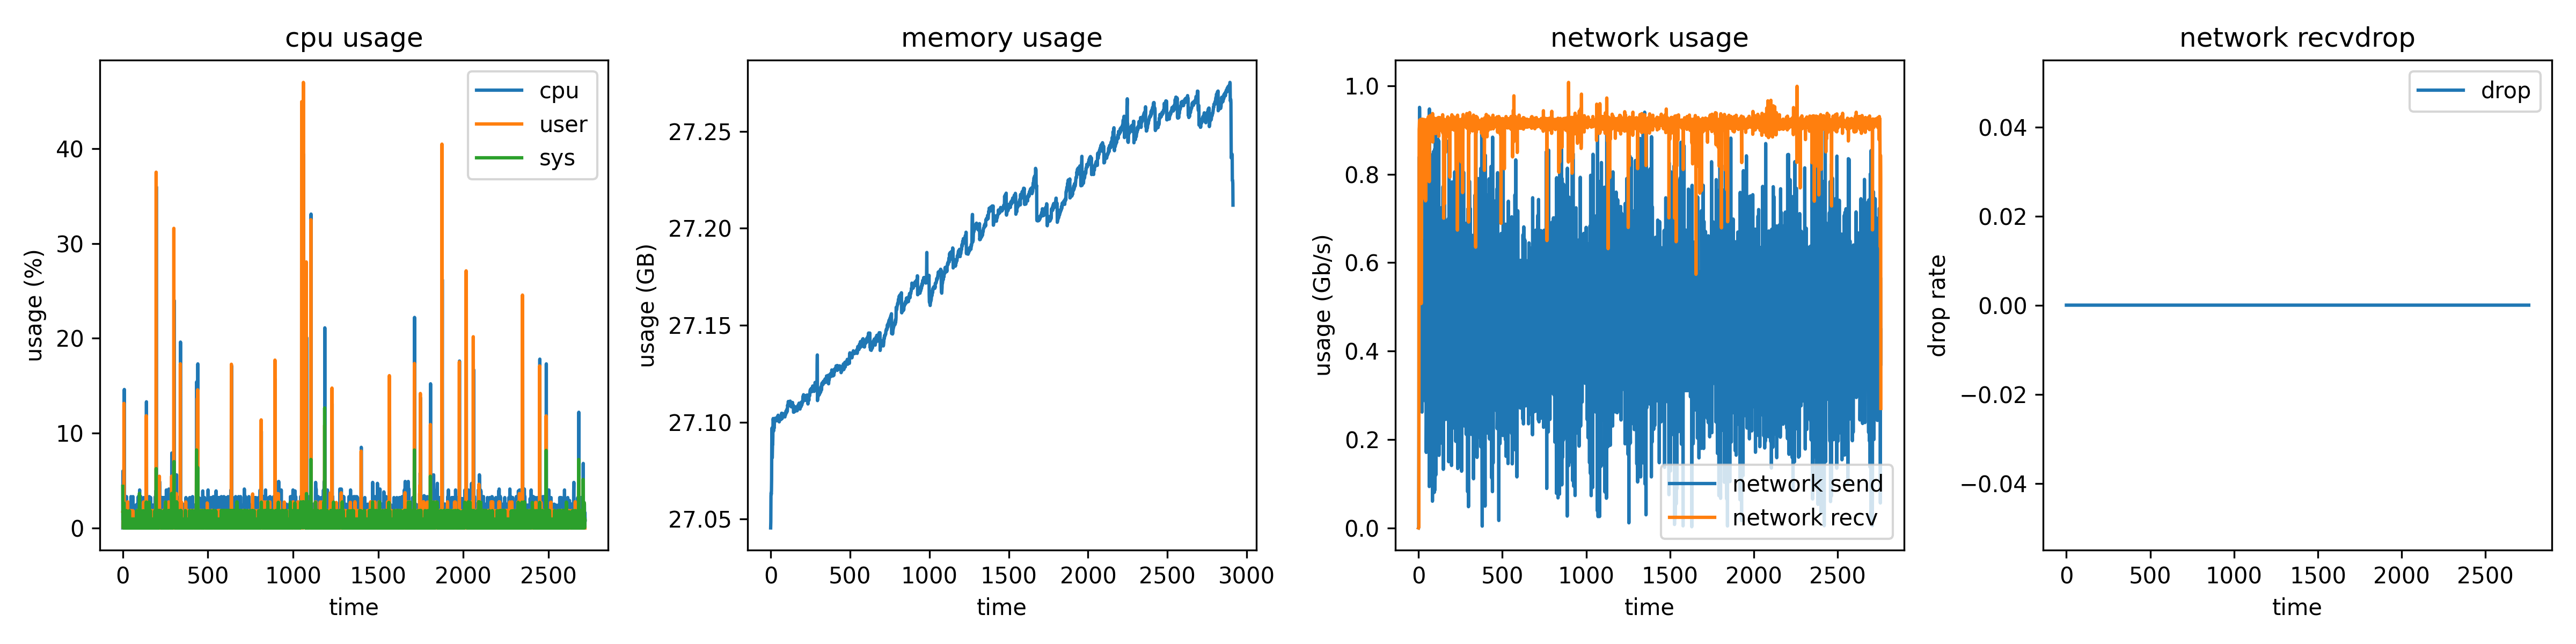 cpu usage
usage (%)
40
30
20
10
0
cpu
user
sys
0 500 1000 1500 2000 2500
time
memory usage
usage (GB)
27.25
27.20
27.15
27.10
27.05
0 500 1000 1500 2000 2500 3000
time
network usage
usage (Gb/s)
1.0
0.8
0.6
0.4
0.2
0.0
network send
network recv
0 500 1000 1500 2000 2500
time
network recvdrop
drop rate
0.04
0.02
0.00
−0.02
−0.04
drop
0 500 1000 1500 2000 2500
time